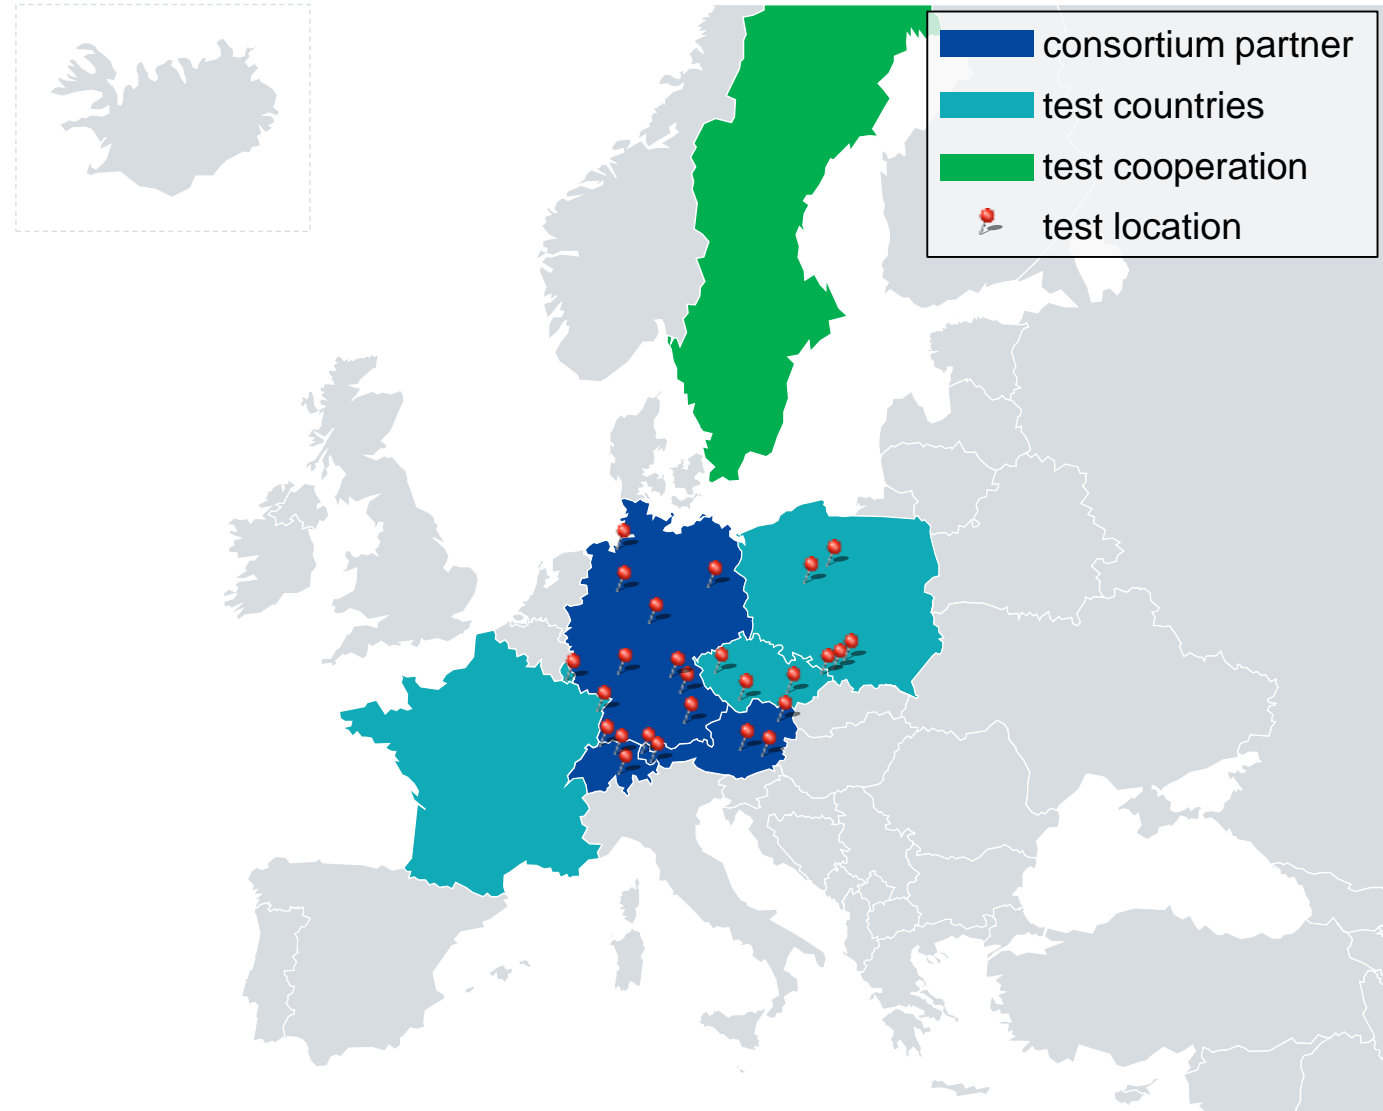 consortium partner
test countries
test cooperation
test location